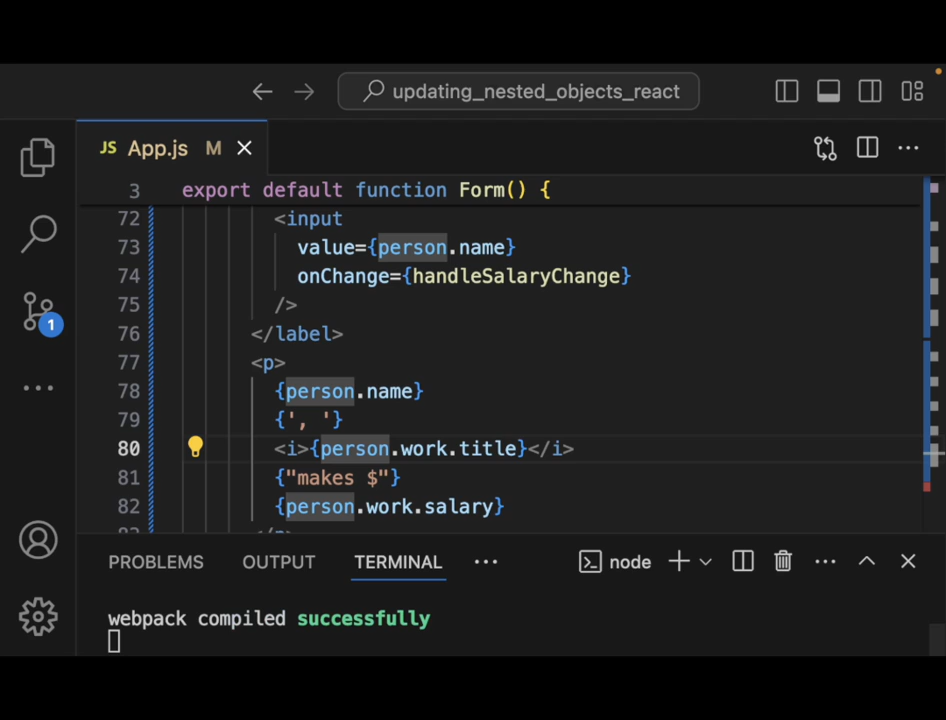 updating_nested_objects_react
JS App.js M
3 export default function Form() {
72 <input
73 value={person.name}
74 onChange={handleSalaryChange}
75 />
76 </label>
77 <p>
78 {person.name}
79 {', '}
80 <i>{person.work.title}</i>
81 {"makes $"}
82 {person.work.salary}
1
PROBLEMS OUTPUT TERMINAL node
webpack compiled successfully